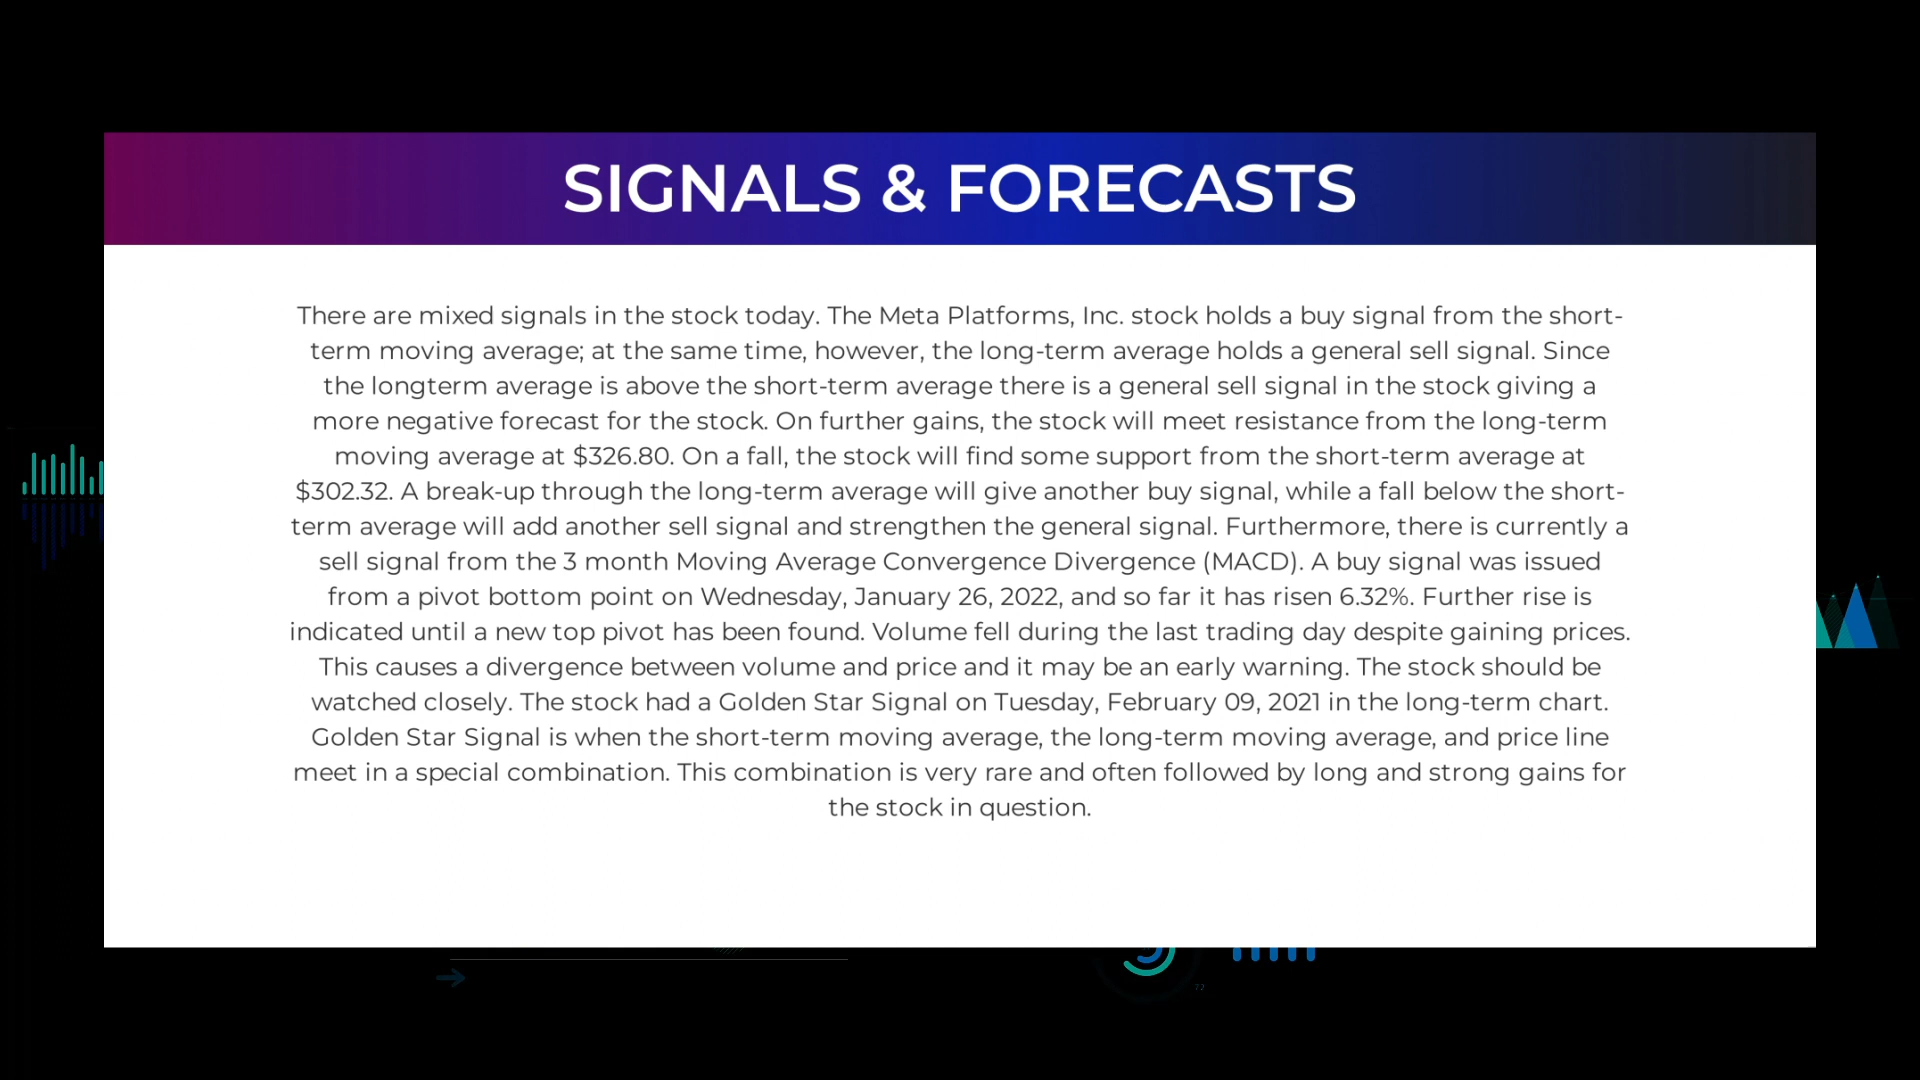 SIGNALS & FORECASTS
There are mixed signals in the stock today. The Meta Platforms, Inc. stock holds a buy signal from the short-
term moving average; at the same time, however, the long-term average holds a general sell signal. Since
the longterm average is above the short-term average there is a general sell signal in the stock giving a
more negative forecast for the stock. On further gains, the stock will meet resistance from the long-term
moving average at $326.80. On a fall, the stock will find some support from the short-term average at
$302.32. A break-up through the long-term average will give another buy signal, while a fall below the short-
term average will add another sell signal and strengthen the general signal. Furthermore, there is currently a
sell signal from the 3 month Moving Average Convergence Divergence (MACD). A buy signal was issued
from a pivot bottom point on Wednesday, January 26, 2022, and so far it has risen 6.32%. Further rise is
indicated until a new top pivot has been found. Volume fell during the last trading day despite gaining prices.
This causes a divergence between volume and price and it may be an early warning. The stock should be
watched closely. The stock had a Golden Star Signal on Tuesday, February 09, 2021 in the long-term chart.
Golden Star Signal is when the short-term moving average, the long-term moving average, and price line
meet in a special combination. This combination is very rare and often followed by long and strong gains for
the stock in question.
72